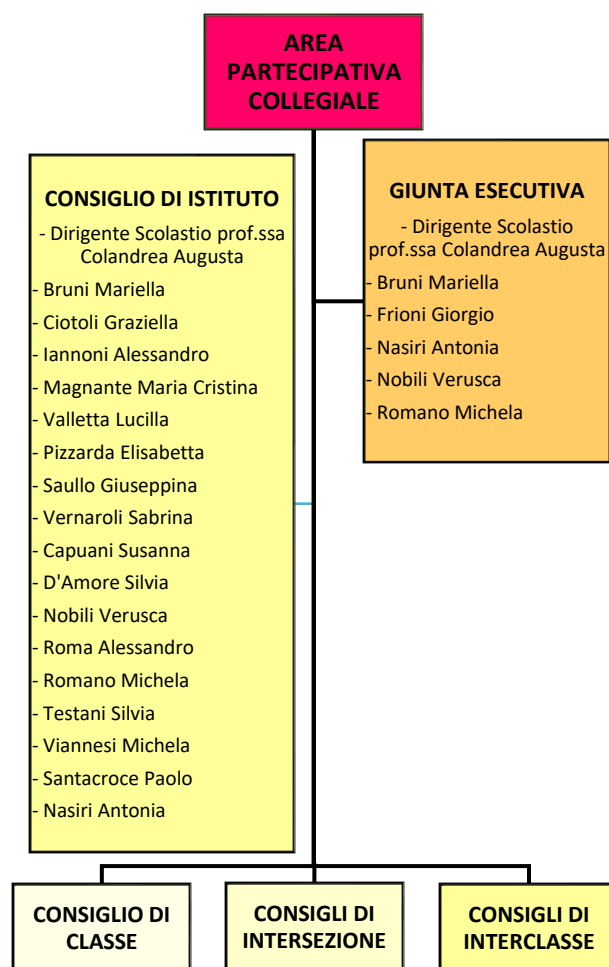 AREA
PARTECIPATIVA
COLLEGIALE
CONSIGLIO DI ISTITUTO
- Dirigente Scolastio prof.ssa
Colandrea Augusta
- Bruni Mariella
- Ciotoli Graziella
- Iannoni Alessandro
- Magnante Maria Cristina
- Valletta Lucilla
- Pizzarda Elisabetta
- Saullo Giuseppina
- Vernaroli Sabrina
- Capuani Susanna
- D'Amore Silvia
- Nobili Verusca
- Roma Alessandro
- Romano Michela
- Testani Silvia
- Viannesi Michela
- Santacroce Paolo
- Nasiri Antonia
GIUNTA ESECUTIVA
- Dirigente Scolastio
prof.ssa Colandrea Augusta
- Bruni Mariella
- Frioni Giorgio
- Nasiri Antonia
- Nobili Verusca
- Romano Michela
CONSIGLIO DI
CLASSE
CONSIGLI DI
INTERSEZIONE
CONSIGLI DI
INTERCLASSE